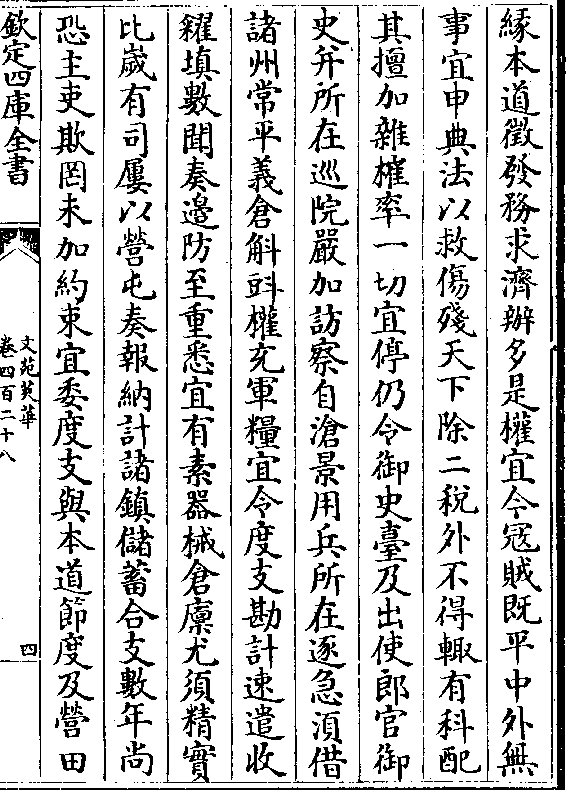 縁本道徵發務求濟辦多是權宜今冦賊既平中外無
事宜申典法以救傷殘天下除二稅外不得輙有科配
其擅加雜榷率一切宜停仍令御史臺及出使郎官御
史并所在巡院嚴加訪察自滄景用兵所在逐急湏借
諸州常平義倉斛㪷權充軍糧宜令度支勘計速遣收
糴填數聞奏邊防至重悉宜有素器械倉廩尤須精實
比嵗有司屢以營屯奏報納計諸鎮儲蓄合支數年尚
恐主吏欺罔未加約束宜委度支與本道節度及營田
欽定四庫全書
文苑英華
卷四百二十八
四